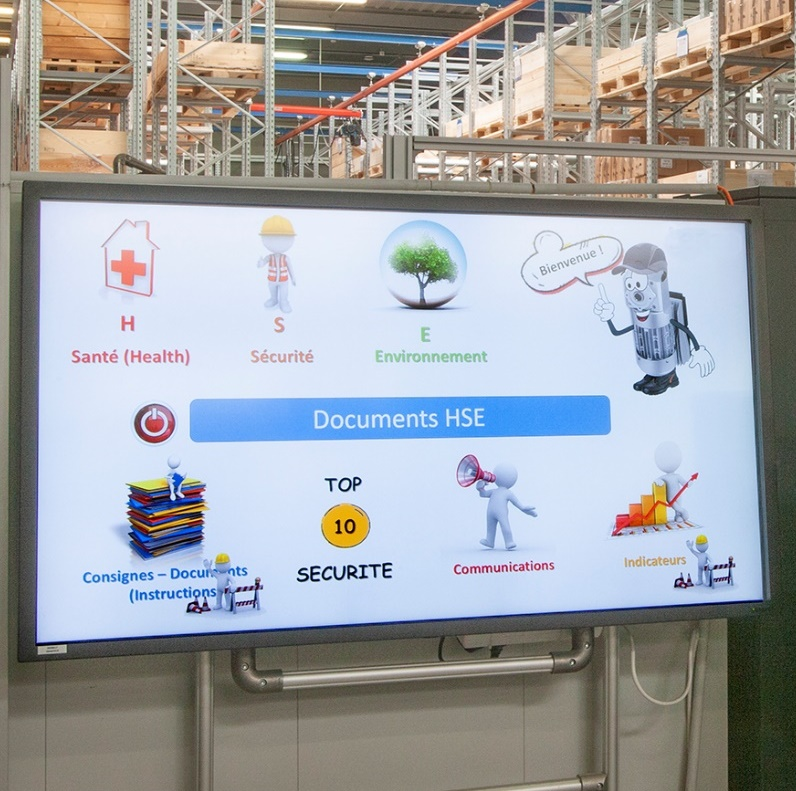 Bienvenue !
H
S
E
Santé (Health)
Sécurité
Environnement
Documents HSE
TOP
10
SECURITE
Consignes – Documents
(Instructions
Communications
Indicateurs